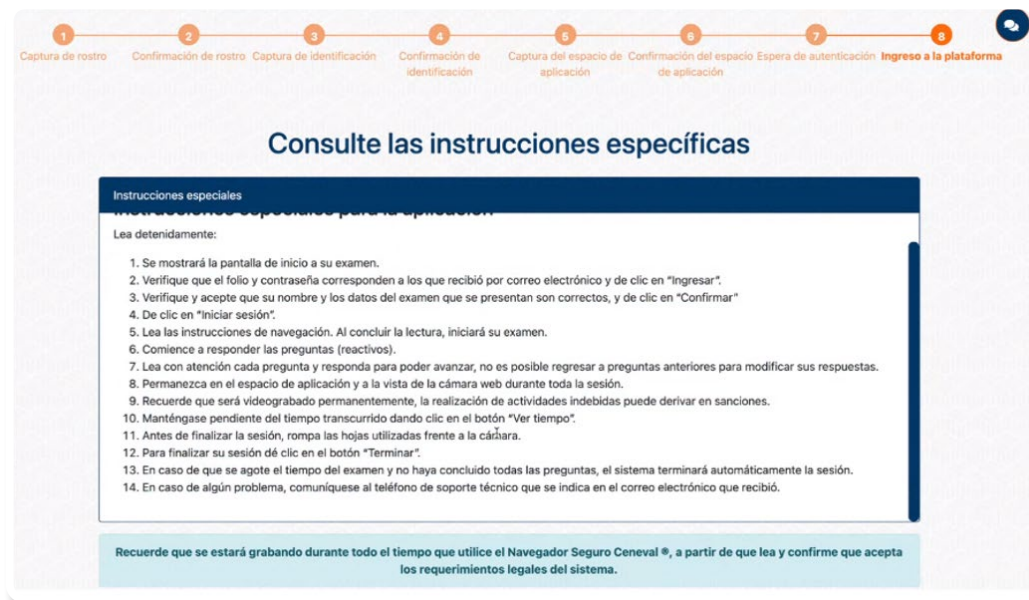 1 2 3 4 5 6 7 8
Captura de rostro Confirmación de rostro Captura de identificación Confirmación de identificación Captura del espacio de aplicación Confirmación del espacio de aplicación Espera de autenticación Ingreso a la plataforma
Consulte las instrucciones específicas
Instrucciones especiales
Instrucciones especiales para la aplicación
Lea detenidamente:
1. Se mostrará la pantalla de inicio a su examen.
2. Verifique que el folio y contraseña corresponden a los que recibió por correo electrónico y de clic en “Ingresar”.
3. Verifique y acepte que su nombre y los datos del examen que se presentan son correctos, y de clic en “Confirmar”
4. De clic en “Iniciar sesión”.
5. Lea las instrucciones de navegación. Al concluir la lectura, iniciará su examen.
6. Comience a responder las preguntas (reactivos).
7. Lea con atención cada pregunta y responda para poder avanzar, no es posible regresar a preguntas anteriores para modificar sus respuestas.
8. Permanezca en el espacio de aplicación y a la vista de la cámara web durante toda la sesión.
9. Recuerde que será videograbado permanentemente, la realización de actividades indebidas puede derivar en sanciones.
10. Manténgase pendiente del tiempo transcurrido dando clic en el botón “Ver tiempo”.
11. Antes de finalizar la sesión, rompa las hojas utilizadas frente a la cámara.
12. Para finalizar su sesión dé clic en el botón “Terminar”.
13. En caso de que se agote el tiempo del examen y no haya concluido todas las preguntas, el sistema terminará automáticamente la sesión.
14. En caso de algún problema, comuníquese al teléfono de soporte técnico que se indica en el correo electrónico que recibió.
Recuerde que se estará grabando durante todo el tiempo que utilice el Navegador Seguro Ceneval ®, a partir de que lea y confirme que acepta
los requerimientos legales del sistema.